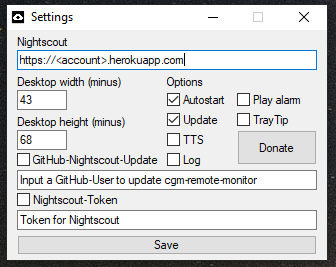 Settings
Nightscout
https://<account>.herokuapp.com
Desktop width (minus)
Options
43
Autostart
Play alarm
Desktop height (minus)
Update
TrayTip
68
TTS
Donate
GitHub-Nightscout-Update
Log
Input a GitHub-User to update cgm-remote-monitor
Nightscout-Token
Token for Nightscout
Save